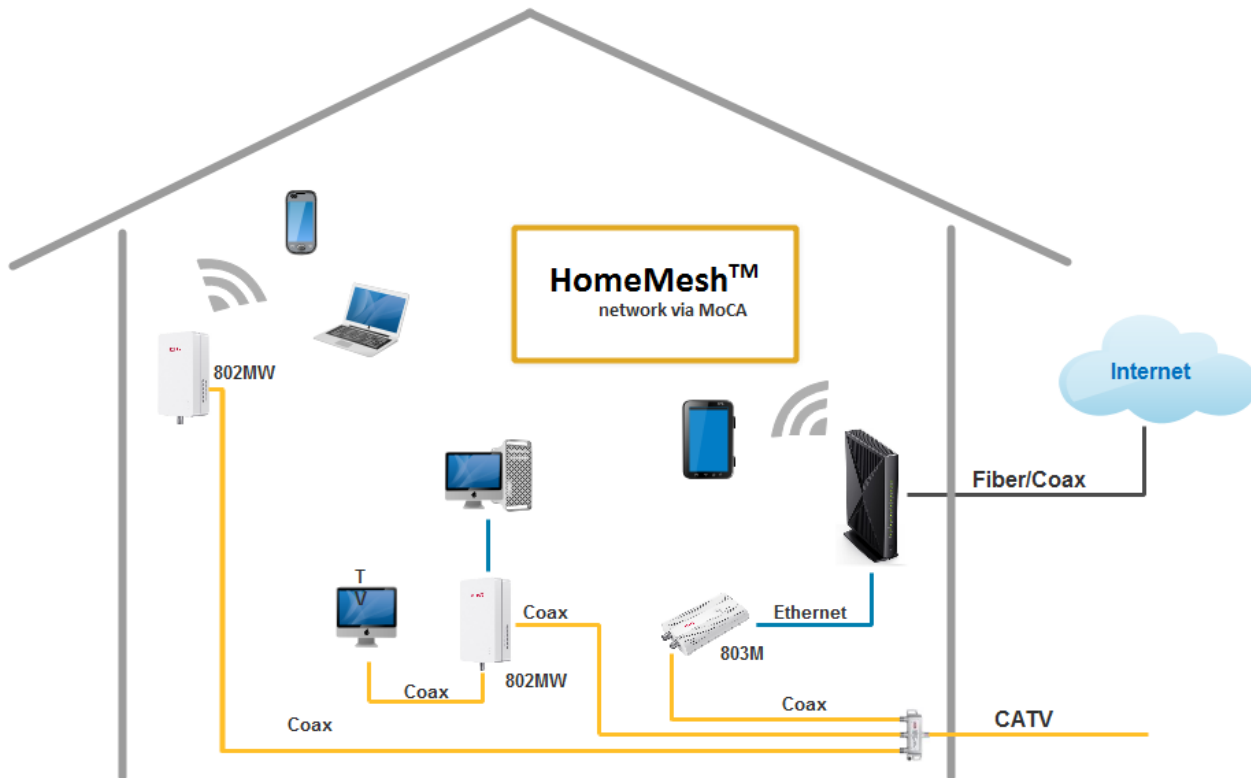 HomeMesh™
network via MoCA
802MW
Internet
Fiber/Coax
T
V
Coax
Ethernet
803M
802MW
Coax
Coax
Coax
CATV